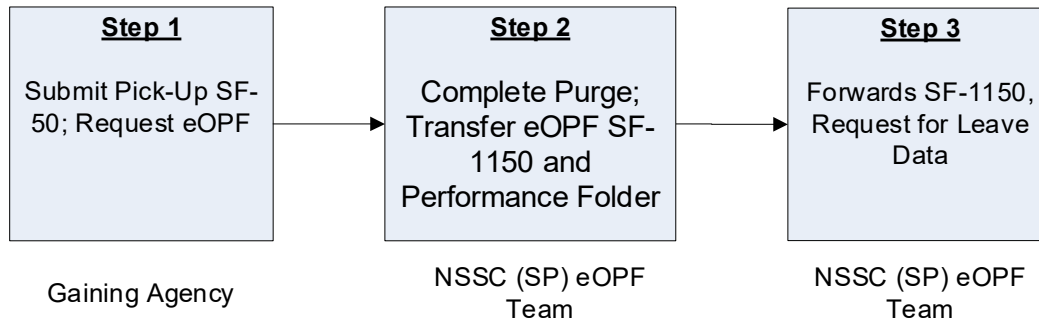 Step 1
Submit Pick-Up SF-
50; Request eOPF
Step 2
Complete Purge;
Transfer eOPF SF-
1150 and
Performance Folder
Step 3
Forwards SF-1150,
Request for Leave
Data
Gaining Agency
NSSC (SP) eOPF
Team
NSSC (SP) eOPF
Team